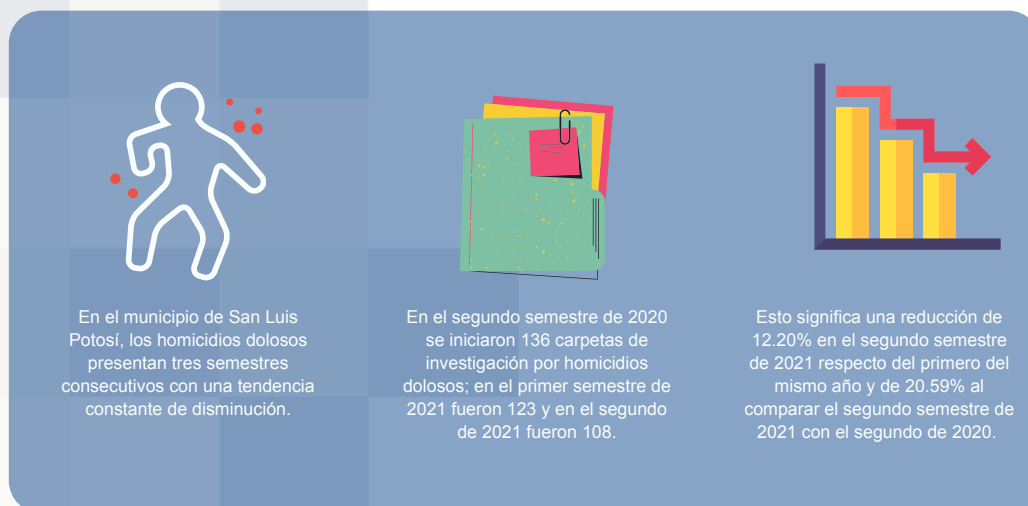 En el municipio de San Luis
Potosí, los homicidios dolosos
presentan tres semestres
consecutivos con una tendencia
constante de disminución.
En el segundo semestre de 2020
se iniciaron 136 carpetas de
investigación por homicidios
dolosos; en el primer semestre de
2021 fueron 123 y en el segundo
de 2021 fueron 108.
Esto significa una reducción de
12.20% en el segundo semestre
de 2021 respecto del primero del
mismo año y de 20.59% al
comparar el segundo semestre de
2021 con el segundo de 2020.